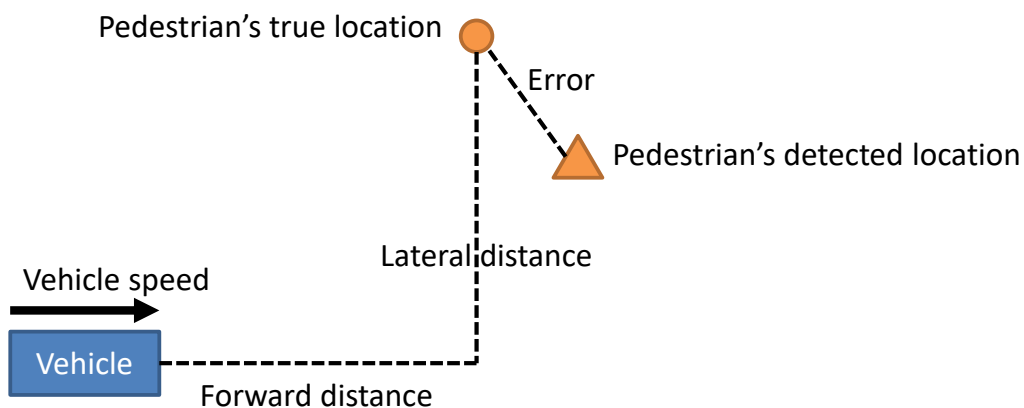 Pedestrian's true location
Error
Pedestrian's detected location
Lateral distance
Vehicle speed
Vehicle
Forward distance